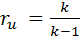 r_u = k/(k−1)